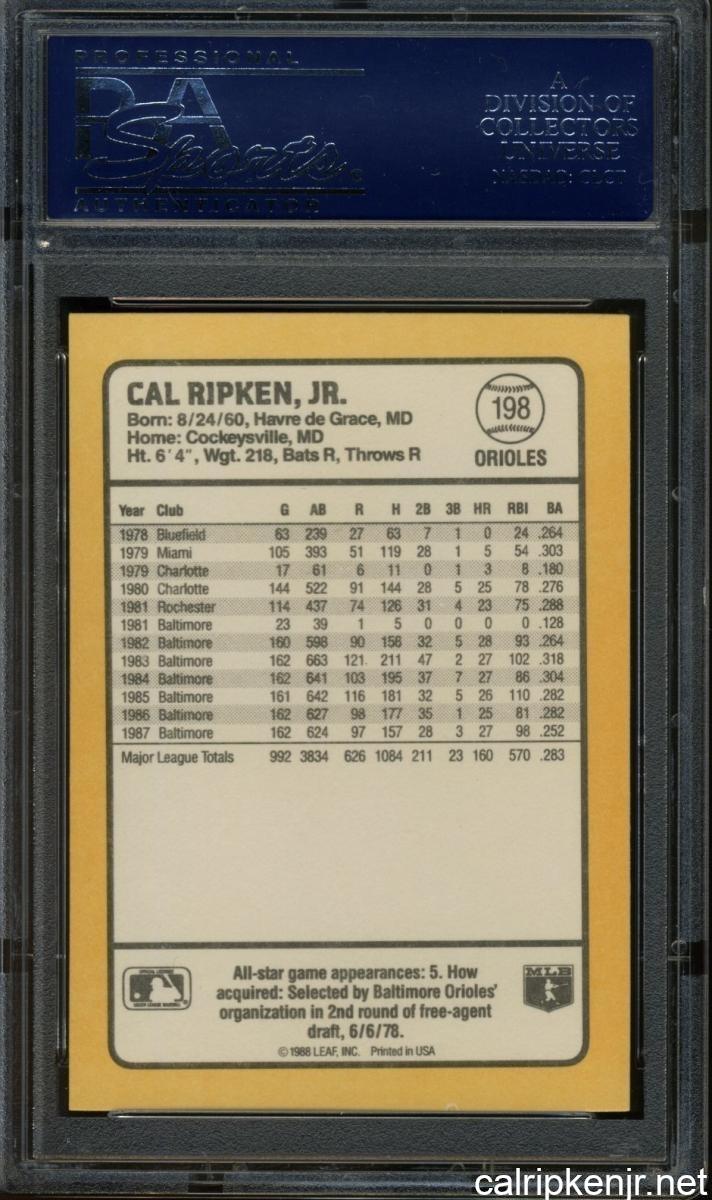 PROFESSIONAL
PSA
Sports
AUTHENTICATOR
A
DIVISION OF
COLLECTORS
UNIVERSE
NASDAQ: CLCT
CAL RIPKEN, JR.
Born: 8/24/60, Havre de Grace, MD
Home: Cockeysville, MD
Ht. 6'4", Wgt. 218, Bats R, Throws R
198
ORIOLES
Year Club G AB R H 2B 3B HR RBI BA
1978 Bluefield 63 239 27 63 7 1 0 24 .264
1979 Miami 105 393 51 119 28 1 5 54 .303
1979 Charlotte 17 61 6 11 0 1 3 8 .180
1980 Charlotte 144 522 91 144 28 5 25 78 .276
1981 Rochester 114 437 74 126 31 4 23 75 .288
1981 Baltimore 23 39 1 5 0 0 0 0 .128
1982 Baltimore 160 598 90 158 32 5 28 93 .264
1983 Baltimore 162 663 121 211 47 2 27 102 .318
1984 Baltimore 162 641 103 195 37 7 27 86 .304
1985 Baltimore 161 642 116 181 32 5 26 110 .282
1986 Baltimore 162 627 98 177 35 1 25 81 .282
1987 Baltimore 162 624 97 157 28 3 27 98 .252
Major League Totals 992 3834 626 1084 211 23 160 570 .283
All-star game appearances: 5. How
acquired: Selected by Baltimore Orioles'
organization in 2nd round of free-agent
draft, 6/6/78.
MLB
© 1988 LEAF, INC. Printed in USA
calripkenjr.net